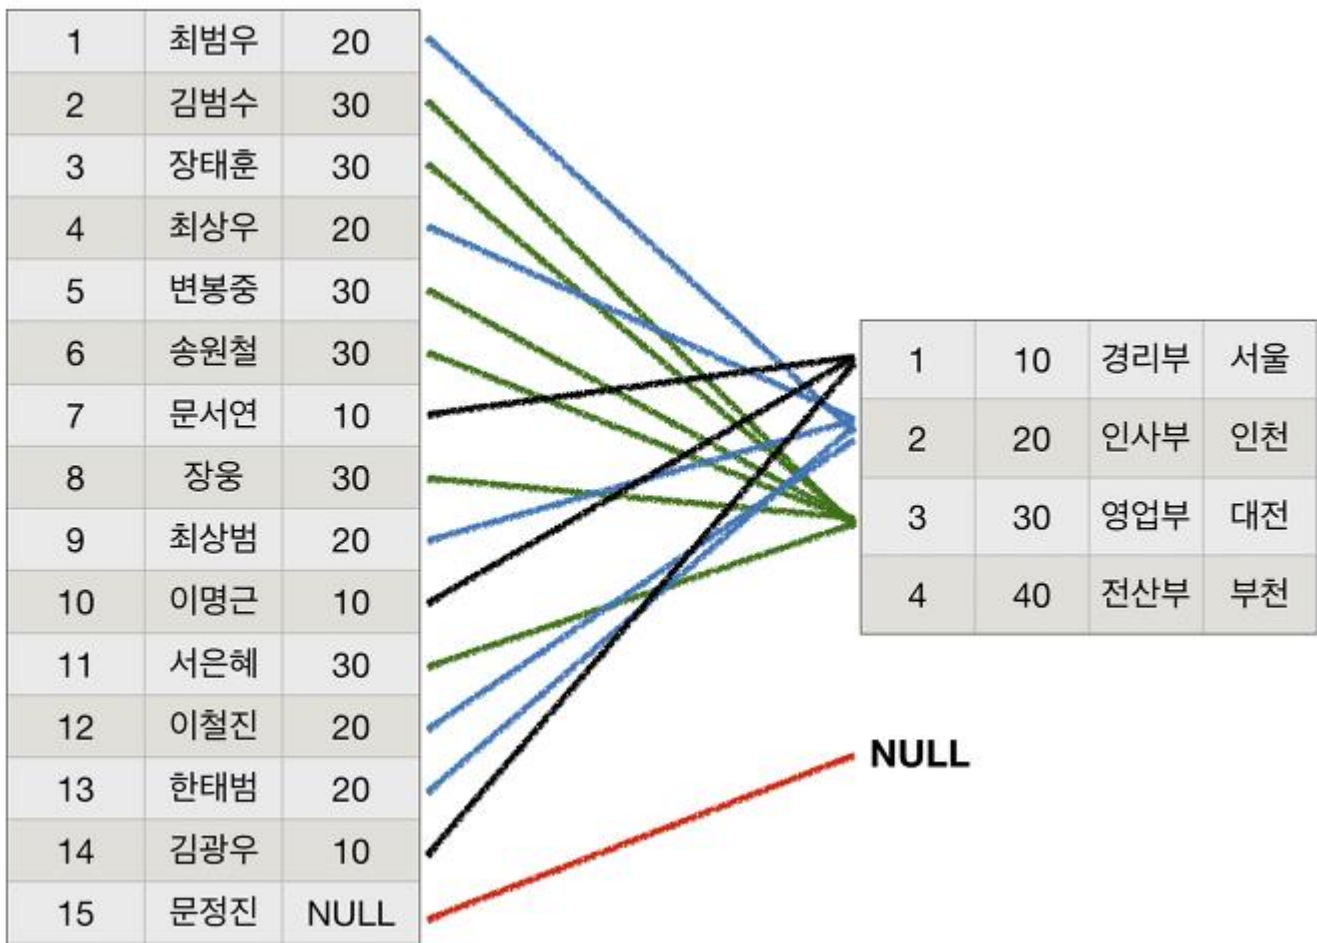 1 최범우 20
2 김범수 30
3 장태훈 30
4 최상우 20
5 변봉중 30
6 송원철 30
7 문서연 10
8 장웅 30
9 최상범 20
10 이명근 10
11 서은혜 30
12 이철진 20
13 한태범 20
14 김광우 10
15 문정진 NULL
1 10 경리부 서울
2 20 인사부 인천
3 30 영업부 대전
4 40 전산부 부천
NULL